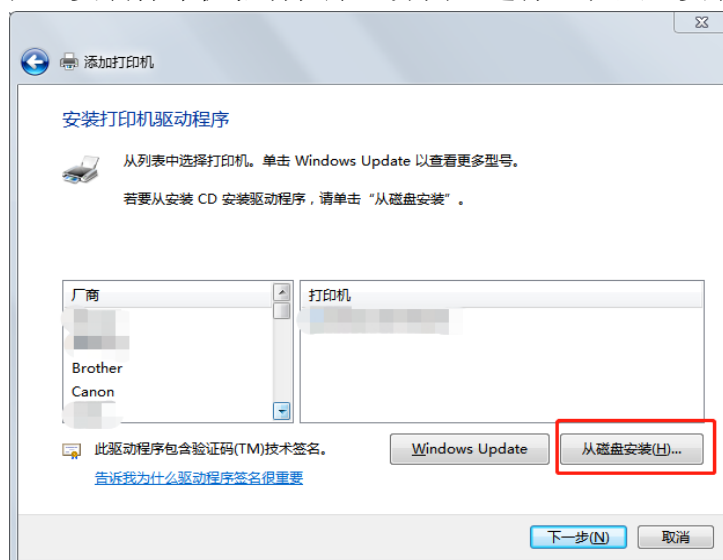 添加打印机
安装打印机驱动程序
从列表中选择打印机。单击 Windows Update 以查看更多型号。
若要从安装 CD 安装驱动程序，请单击“从磁盘安装”。
厂商
打印机
Brother
Canon
此驱动程序包含验证码(TM)技术签名。
Windows Update
从磁盘安装(H)...
告诉我为什么驱动程序签名很重要
下一步(N)
取消